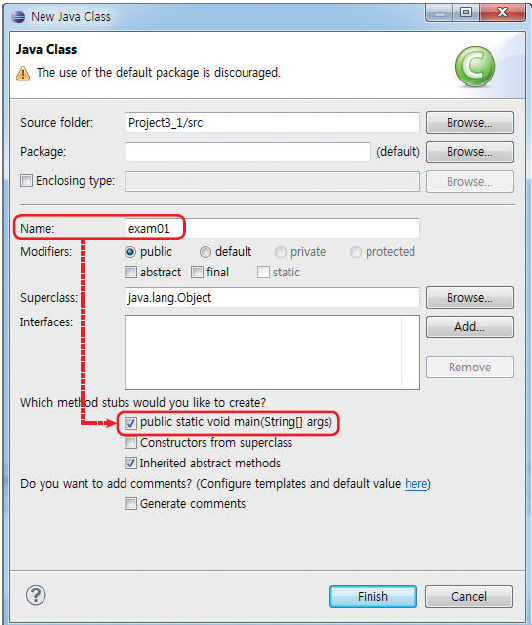 New Java Class
Java Class
The use of the default package is discouraged.
Source folder: Project3_1/src Browse...
Package: (default) Browse...
Enclosing type: Browse...
Name: exam01
Modifiers: public default private protected
abstract final static
Superclass: java.lang.Object Browse...
Interfaces: Add...
Remove
Which method stubs would you like to create?
public static void main(String[] args)
Constructors from superclass
Inherited abstract methods
Do you want to add comments? (Configure templates and default value here)
Generate comments
? Finish Cancel